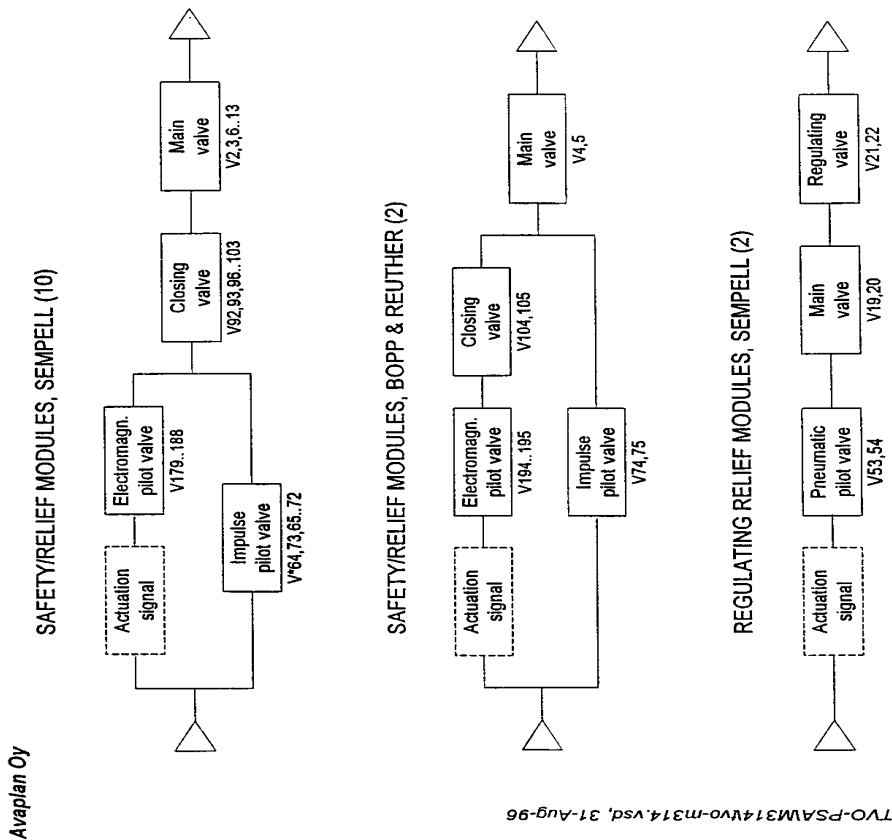 Avaplan Oy
SAFETY/RELIEF MODULES, SEMPELL (10)
Actuation
signal
Electromagn.
pilot valve
V179..188
Impulse
pilot valve
V*64,73,65..72
Closing
valve
V92,93,96..103
Main
valve
V2,3,6..13
SAFETY/RELIEF MODULES, BOPP & REUTHER (2)
Actuation
signal
Electromagn.
pilot valve
V194..195
Closing
valve
V104,105
Impulse
pilot valve
V74,75
Main
valve
V4,5
REGULATING RELIEF MODULES, SEMPELL (2)
Actuation
signal
Pneumatic
pilot valve
V53,54
Main
valve
V19,20
Regulating
valve
V21,22
TVO-PSA\M314\tvo-m314.vsd, 31-Aug-96